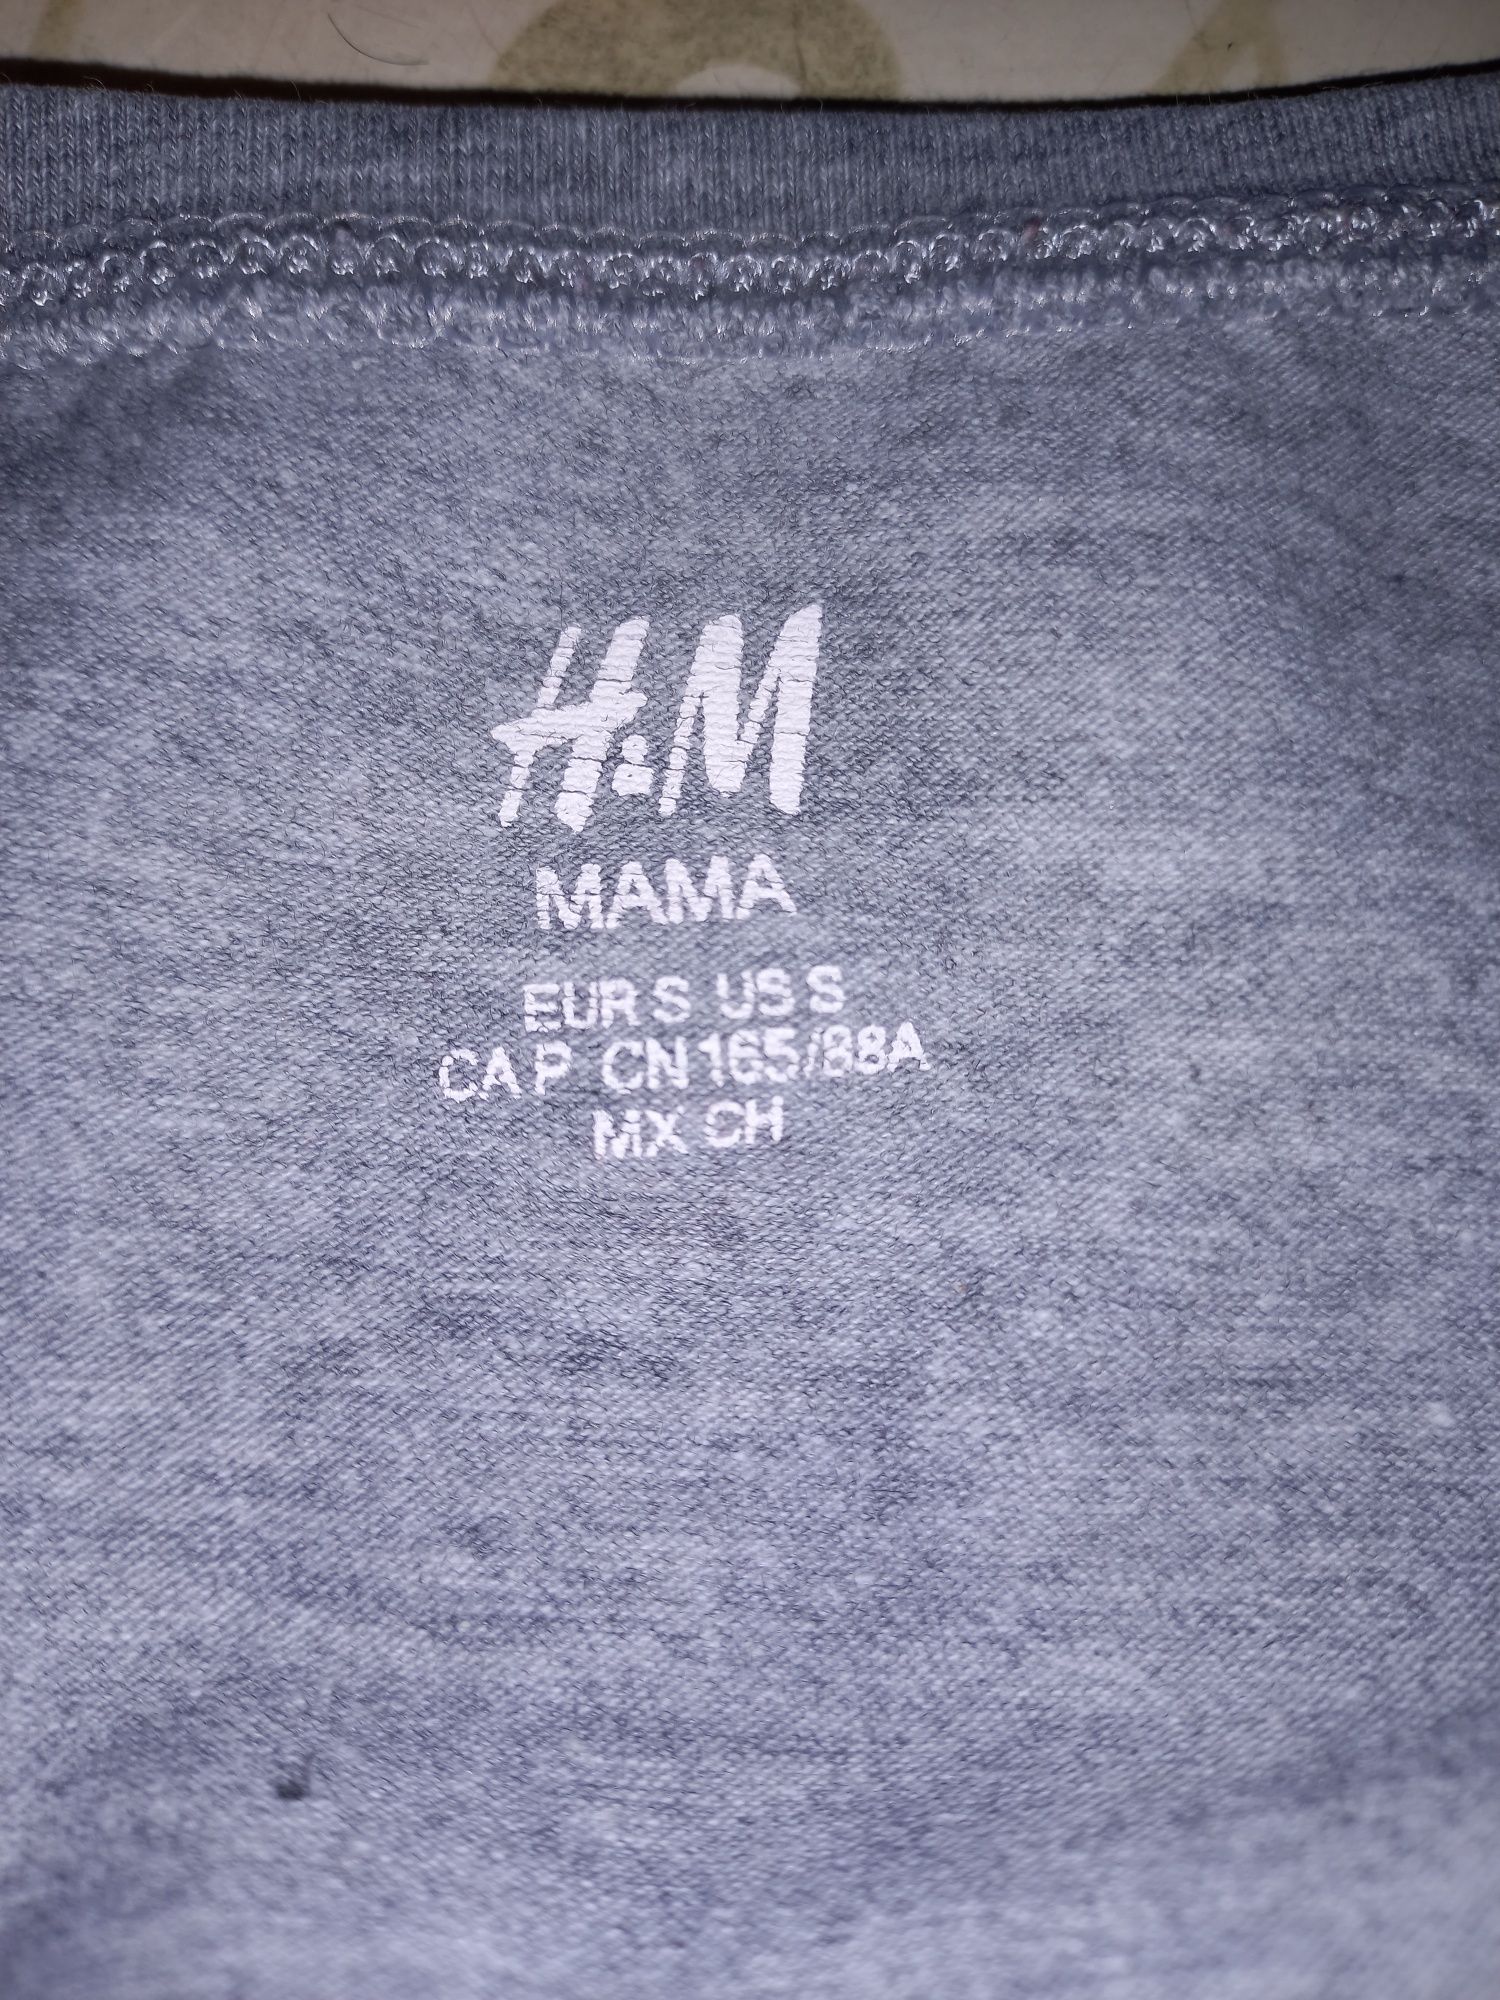 H&M
MAMA
EUR S US S
CA P CN 165/88A
MX CH